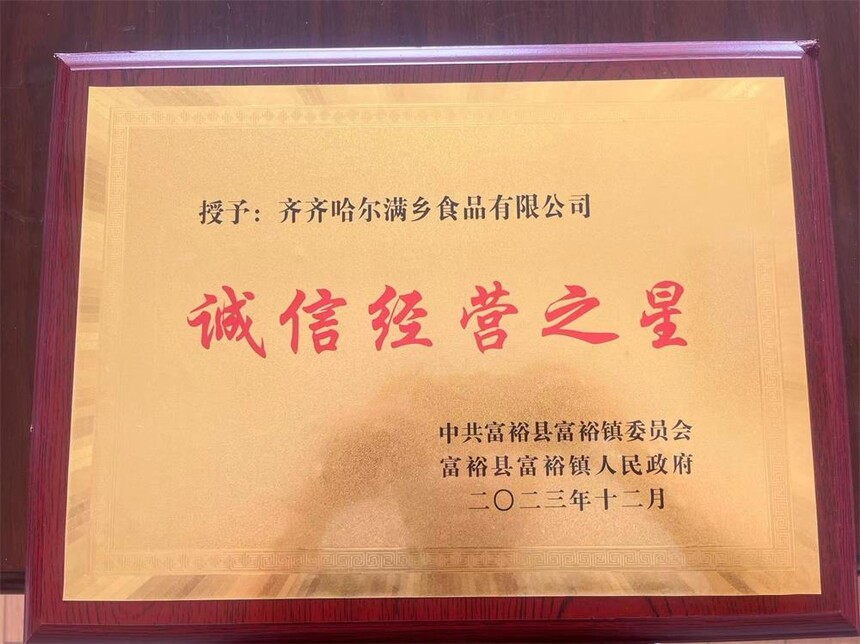 授予：齐齐哈尔满乡食品有限公司
诚信经营之星
中共富裕县富裕镇委员会
富裕县富裕镇人民政府
二〇二三年十二月